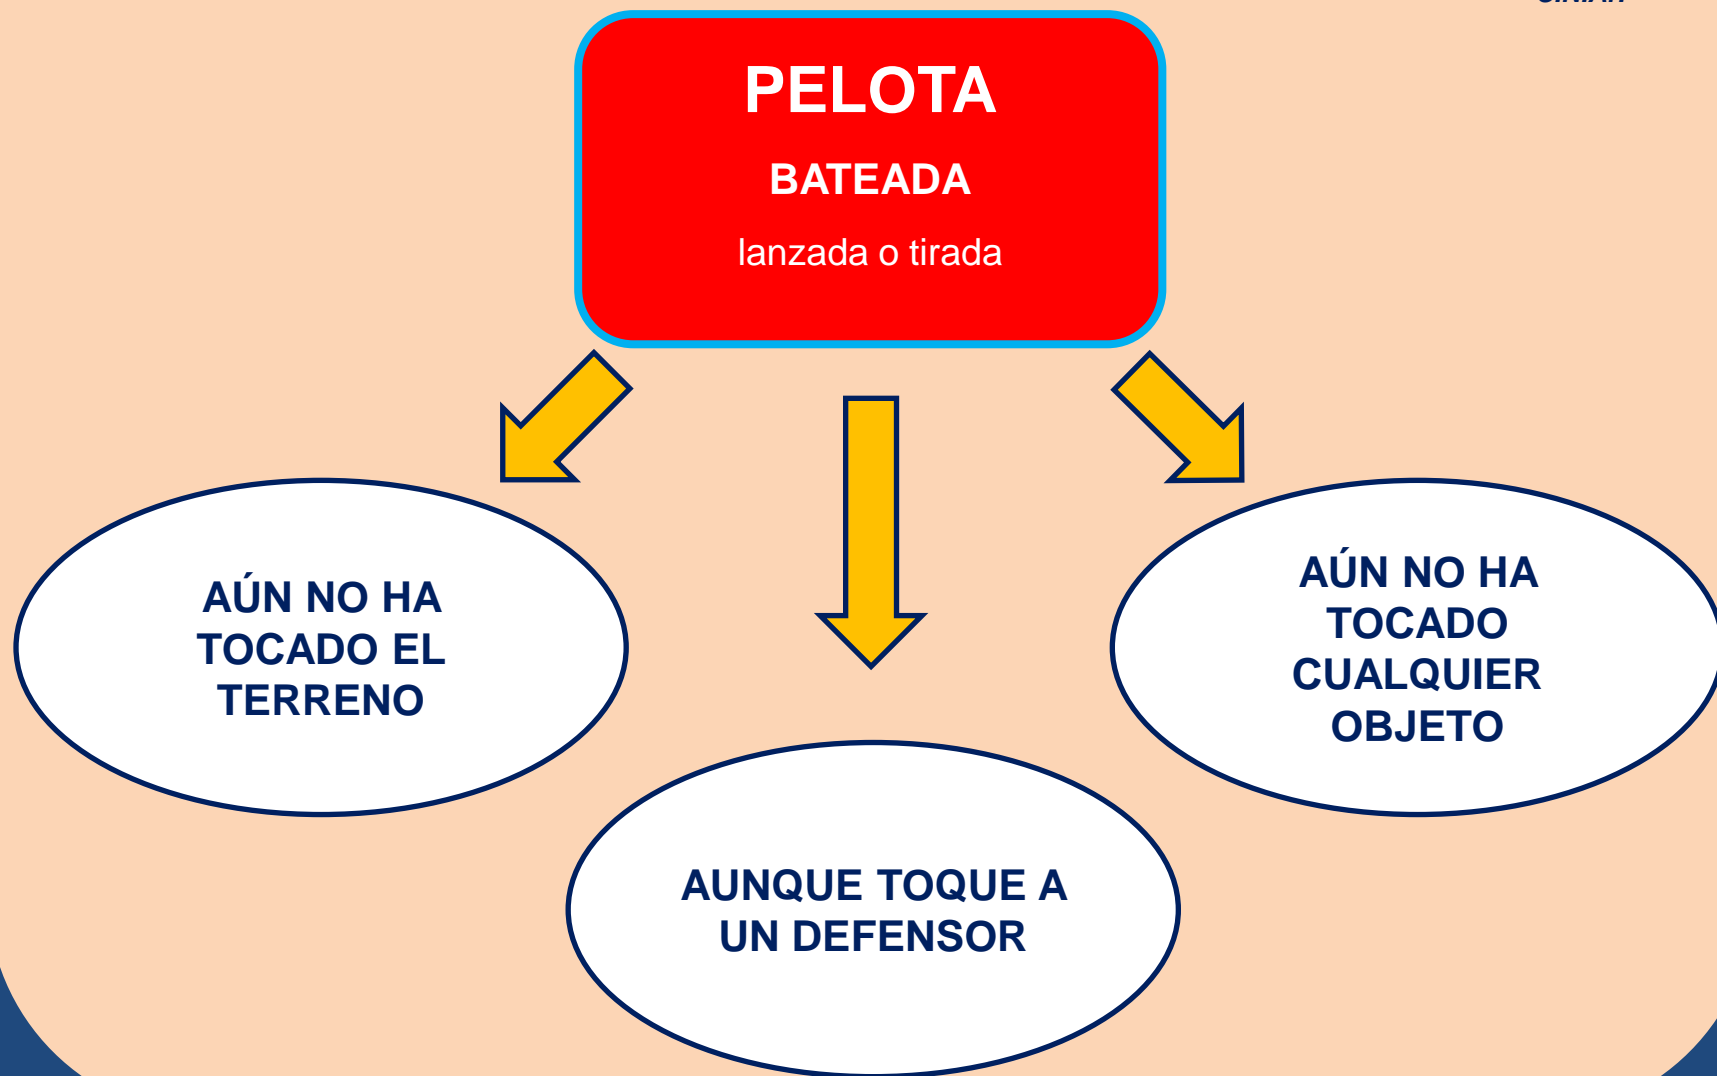 PELOTA
BATEADA
lanzada o tirada
AÚN NO HA
TOCADO EL
TERRENO
AÚN NO HA
TOCADO
CUALQUIER
OBJETO
AUNQUE TOQUE A
UN DEFENSOR